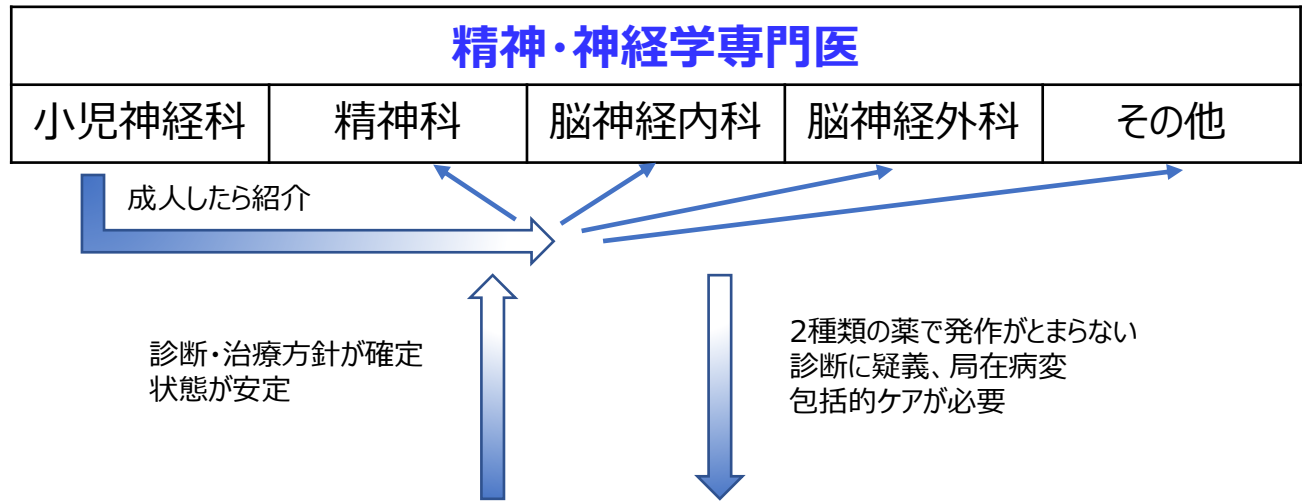 精神・神経学専門医
小児神経科
精神科
脳神経内科
脳神経外科
その他
成人したら紹介
診断・治療方針が確定
状態が安定
2種類の薬で発作がとまらない
診断に疑義、局在病変
包括的ケアが必要